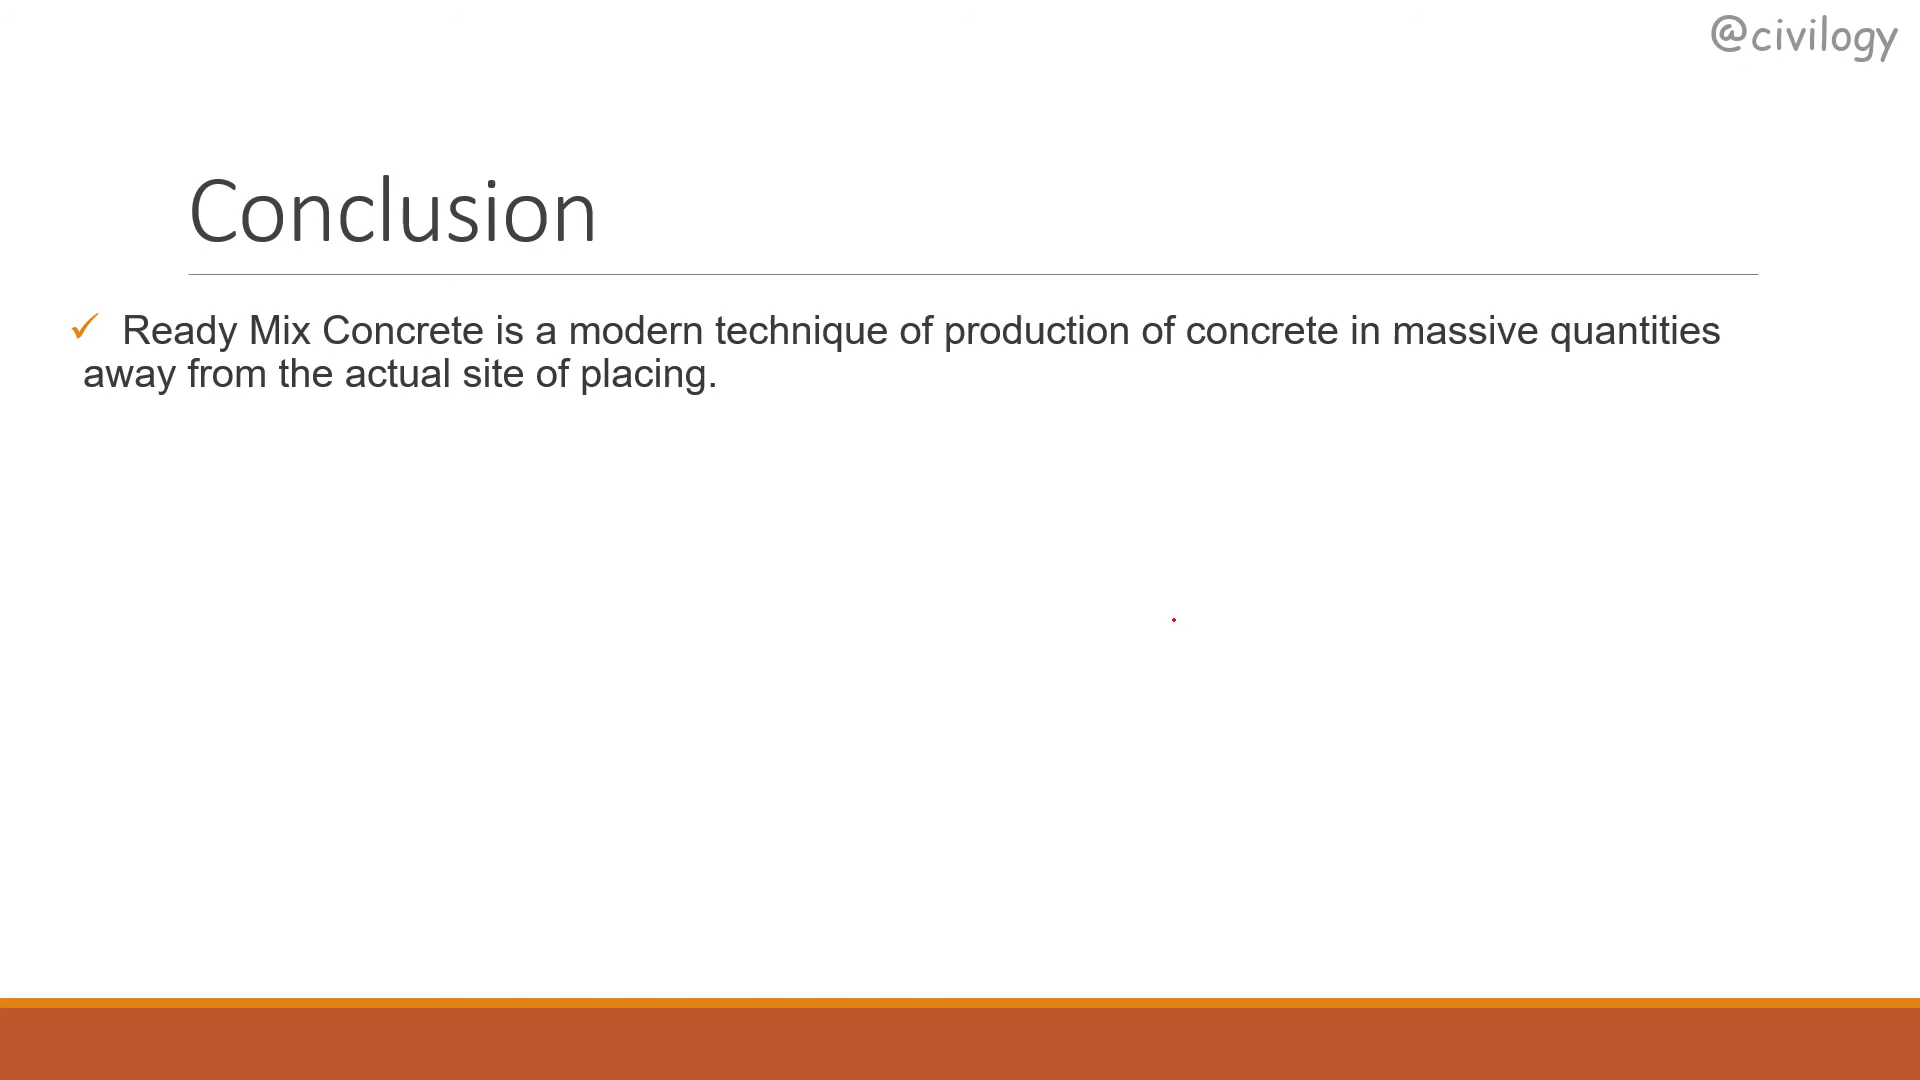 @civilogy
Conclusion
✓ Ready Mix Concrete is a modern technique of production of concrete in massive quantities
away from the actual site of placing.